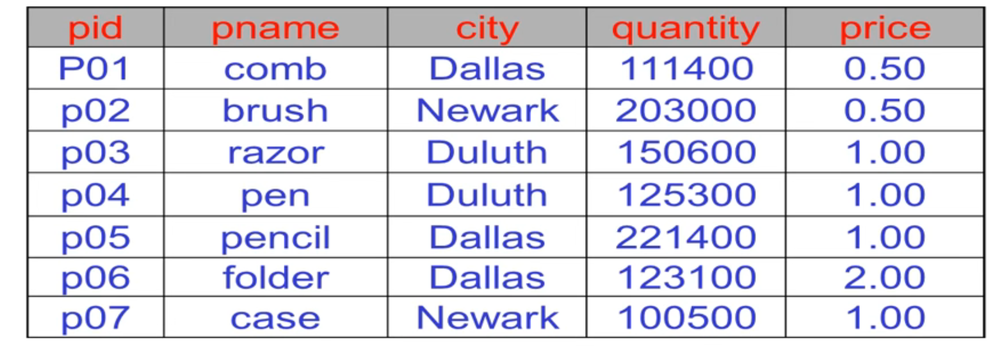 pid pname city quantity price
P01 comb Dallas 111400 0.50
p02 brush Newark 203000 0.50
p03 razor Duluth 150600 1.00
p04 pen Duluth 125300 1.00
p05 pencil Dallas 221400 1.00
p06 folder Dallas 123100 2.00
p07 case Newark 100500 1.00